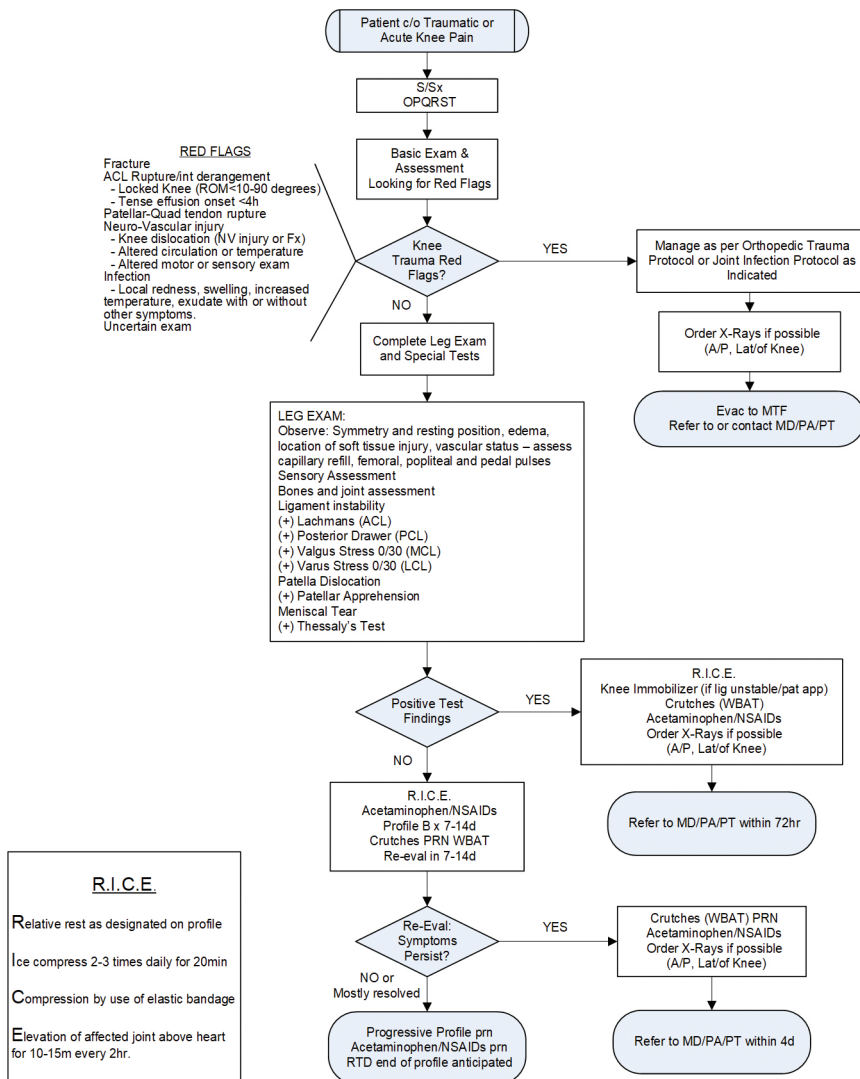 Patient c/o Traumatic or
Acute Knee Pain
S/Sx
OPQRST
Basic Exam &
Assessment
Looking for Red Flags
RED FLAGS
Fracture
ACL Rupture/int derangement
- Locked Knee (ROM<10-90 degrees)
- Tense effusion onset <4h
Patellar-Quad tendon rupture
Neuro-Vascular injury
- Knee dislocation (NV injury or Fx)
- Altered circulation or temperature
- Altered motor or sensory exam
Infection
- Local redness, swelling, increased
temperature, exudate with or without
other symptoms.
Uncertain exam
Knee
Trauma Red
Flags?
YES
Manage as per Orthopedic Trauma
Protocol or Joint Infection Protocol as
Indicated
Order X-Rays if possible
(A/P, Lat/of Knee)
Evac to MTF
Refer to or contact MD/PA/PT
NO
Complete Leg Exam
and Special Tests
LEG EXAM:
Observe: Symmetry and resting position, edema,
location of soft tissue injury, vascular status – assess
capillary refill, femoral, popliteal and pedal pulses
Sensory Assessment
Bones and joint assessment
Ligament instability
(+) Lachmans (ACL)
(+) Posterior Drawer (PCL)
(+) Valgus Stress 0/30 (MCL)
(+) Varus Stress 0/30 (LCL)
Patella Dislocation
(+) Patellar Apprehension
Meniscal Tear
(+) Thessaly's Test
Positive Test
Findings
YES
R.I.C.E.
Knee Immobilizer (if lig unstable/pat app)
Crutches (WBAT)
Acetaminophen/NSAIDs
Order X-Rays if possible
(A/P, Lat/of Knee)
Refer to MD/PA/PT within 72hr
NO
R.I.C.E.
Acetaminophen/NSAIDs
Profile B x 7-14d
Crutches PRN WBAT
Re-eval in 7-14d
Re-Eval:
Symptoms
Persist?
YES
Crutches (WBAT) PRN
Acetaminophen/NSAIDs
Order X-Rays if possible
(A/P, Lat/of Knee)
Refer to MD/PA/PT within 4d
NO or
Mostly resolved
Progressive Profile prn
Acetaminophen/NSAIDs prn
RTD end of profile anticipated
R.I.C.E.
Relative rest as designated on profile
Ice compress 2-3 times daily for 20min
Compression by use of elastic bandage
Elevation of affected joint above heart
for 10-15m every 2hr.